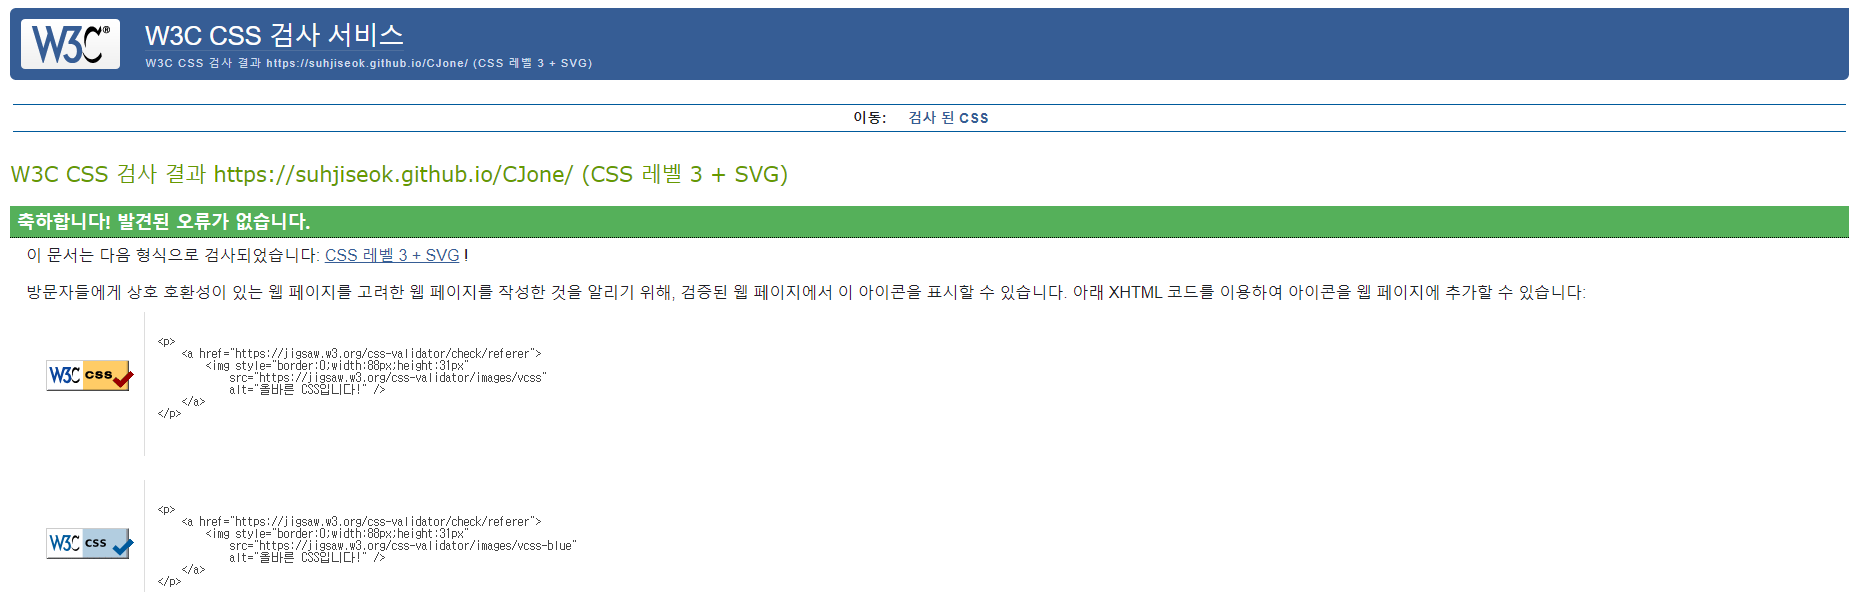 W3C®
W3C CSS 검사 서비스
W3C CSS 검사 결과 https://suhjiseok.github.io/CJone/ (CSS 레벨 3 + SVG)
이동: 검사 된 CSS
W3C CSS 검사 결과 https://suhjiseok.github.io/CJone/ (CSS 레벨 3 + SVG)
축하합니다! 발견된 오류가 없습니다.
이 문서는 다음 형식으로 검사되었습니다: CSS 레벨 3 + SVG !
방문자들에게 상호 호환성이 있는 웹 페이지를 고려한 웹 페이지를 작성한 것을 알리기 위해, 검증된 웹 페이지에서 이 아이콘을 표시할 수 있습니다. 아래 XHTML 코드를 이용하여 아이콘을 웹 페이지에 추가할 수 있습니다:
W3C css
<p>
<a href="https://jigsaw.w3.org/css-validator/check/referer">
<img style="border:0;width:88px;height:31px"
src="https://jigsaw.w3.org/css-validator/images/vcss"
alt="올바른 CSS입니다!" />
</a>
</p>
W3C css
<p>
<a href="https://jigsaw.w3.org/css-validator/check/referer">
<img style="border:0;width:88px;height:31px"
src="https://jigsaw.w3.org/css-validator/images/vcss-blue"
alt="올바른 CSS입니다!" />
</a>
</p>